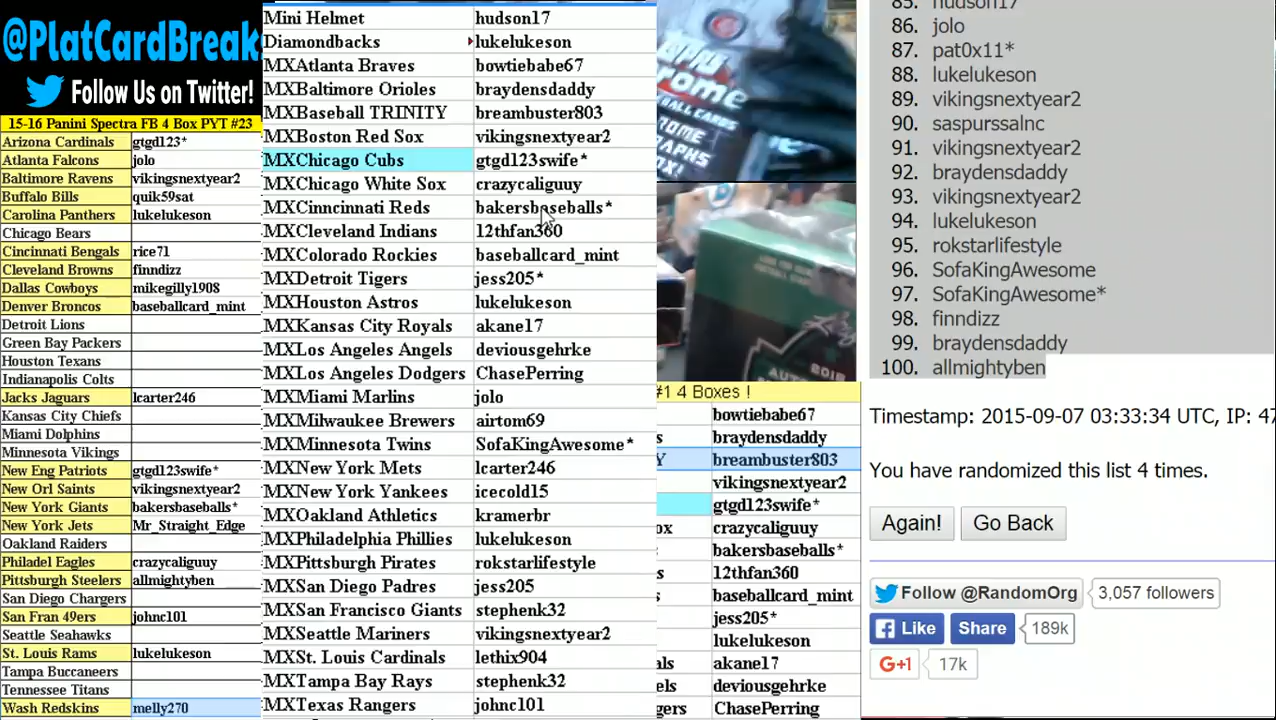 @PlatCardBreak
Follow Us on Twitter!
15-16 Panini Spectra FB 4 Box PYT #23
Arizona Cardinals gtgd123*
Atlanta Falcons jolo
Baltimore Ravens vikingsnextyear2
Buffalo Bills quik59sat
Carolina Panthers lukelukeson
Chicago Bears
Cincinnati Bengals rice71
Cleveland Browns finndizz
Dallas Cowboys mikegilly1908
Denver Broncos baseballcard_mint
Detroit Lions
Green Bay Packers
Houston Texans
Indianapolis Colts
Jacks Jaguars lcarter246
Kansas City Chiefs
Miami Dolphins
Minnesota Vikings
New Eng Patriots gtgd123swife*
New Orl Saints vikingsnextyear2
New York Giants bakersbaseballs*
New York Jets Mr_Straight_Edge
Oakland Raiders
Philadel Eagles crazycaliguuy
Pittsburgh Steelers allmightyben
San Diego Chargers
San Fran 49ers johnc101
Seattle Seahawks
St. Louis Rams lukelukeson
Tampa Buccaneers
Tennessee Titans
Wash Redskins melly270
Mini Helmet hudson17
Diamondbacks lukelukeson
MXAtlanta Braves bowtiebabe67
MXBaltimore Orioles braydensdaddy
MXBaseball TRINITY breambuster803
MXBoston Red Sox vikingsnextyear2
MXChicago Cubs gtgd123swife*
MXChicago White Sox crazycaliguuy
MXCinncinnati Reds bakersbaseballs*
MXCleveland Indians 12thfan360
MXColorado Rockies baseballcard_mint
MXDetroit Tigers jess205*
MXHouston Astros lukelukeson
MXKansas City Royals akane17
MXLos Angeles Angels deviousgehrke
MXLos Angeles Dodgers ChasePerring
MXMiami Marlins jolo
MXMilwaukee Brewers airtom69
MXMinnesota Twins SofaKingAwesome*
MXNew York Mets lcarter246
MXNew York Yankees icecold15
MXOakland Athletics kramerbr
MXPhiladelphia Phillies lukelukeson
MXPittsburgh Pirates rokstarlifestyle
MXSan Diego Padres jess205
MXSan Francisco Giants stephenk32
MXSeattle Mariners vikingsnextyear2
MXSt. Louis Cardinals lethix904
MXTampa Bay Rays stephenk32
MXTexas Rangers johnc101
#1 4 Boxes !
bowtiebabe67
s braydensdaddy
Y breambuster803
vikingsnextyear2
gtgd123swife*
ox crazycaliguuy
s bakersbaseballs*
s 12thfan360
s baseballcard_mint
jess205*
lukelukeson
als akane17
els deviousgehrke
gers ChasePerring
85. hudson17
86. jolo
87. pat0x11*
88. lukelukeson
89. vikingsnextyear2
90. saspurssalnc
91. vikingsnextyear2
92. braydensdaddy
93. vikingsnextyear2
94. lukelukeson
95. rokstarlifestyle
96. SofaKingAwesome
97. SofaKingAwesome*
98. finndizz
99. braydensdaddy
100. allmightyben
Timestamp: 2015-09-07 03:33:34 UTC, IP: 47
You have randomized this list 4 times.
Again! Go Back
Follow @RandomOrg 3,057 followers
Like Share 189k
G+1 17k